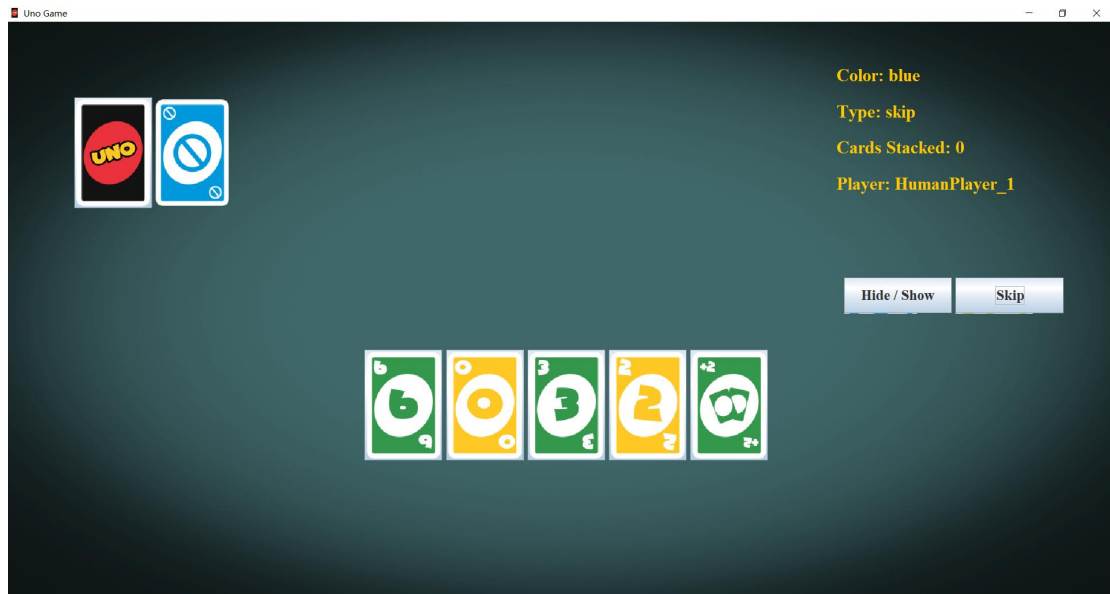 Uno Game
Color: blue
Type: skip
Cards Stacked: 0
Player: HumanPlayer_1
UNO
Hide / Show
Skip
6 0 3 2 +2
6 0 3 2
6 0 3 2 +2